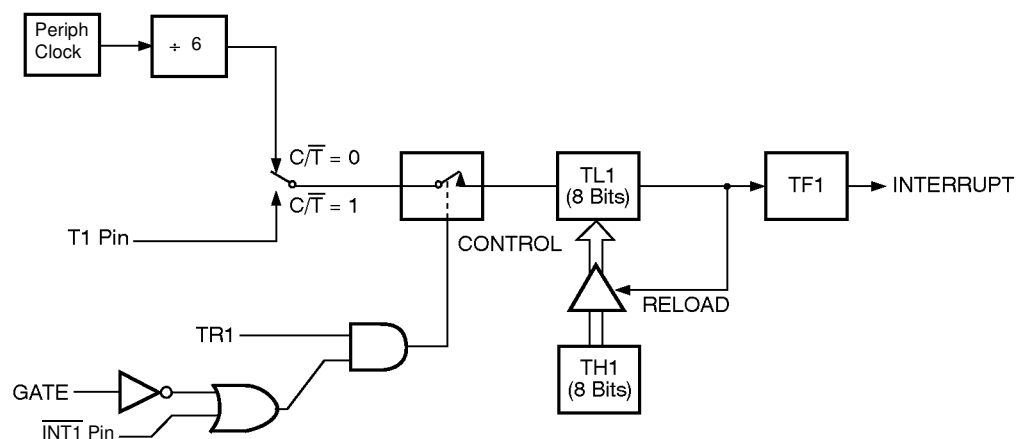 Periph
Clock
÷ 6
C/T̅ = 0
C/T̅ = 1
T1 Pin
TL1
(8 Bits)
TF1
INTERRUPT
CONTROL
RELOAD
TR1
TH1
(8 Bits)
GATE
I̅N̅T̅1̅ Pin